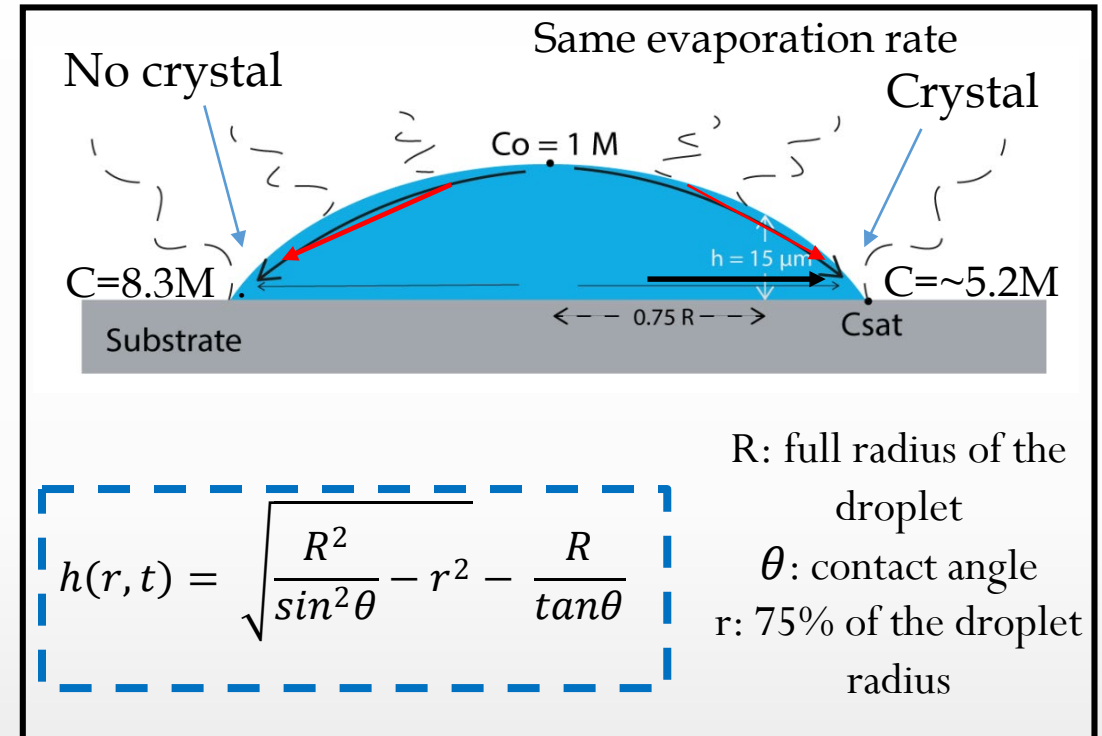 Same evaporation rate
No crystal
Crystal
Co = 1 M
h = 15 μm
C=8.3M
C=~5.2M
0.75 R
Csat
Substrate
R: full radius of the
droplet
θ: contact angle
r: 75% of the droplet
radius
h(r, t) = √(R²/sin²θ − r²) − R/tanθ